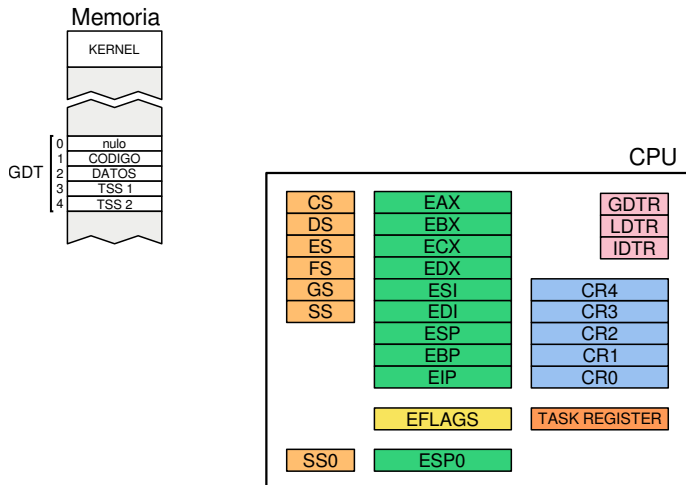 Memoria
KERNEL
GDT
0 nulo
1 CODIGO
2 DATOS
3 TSS 1
4 TSS 2
CPU
CS EAX GDTR
DS EBX LDTR
ES ECX IDTR
FS EDX
GS ESI CR4
SS EDI CR3
ESP CR2
EBP CR1
EIP CR0
EFLAGS TASK REGISTER
SS0 ESP0